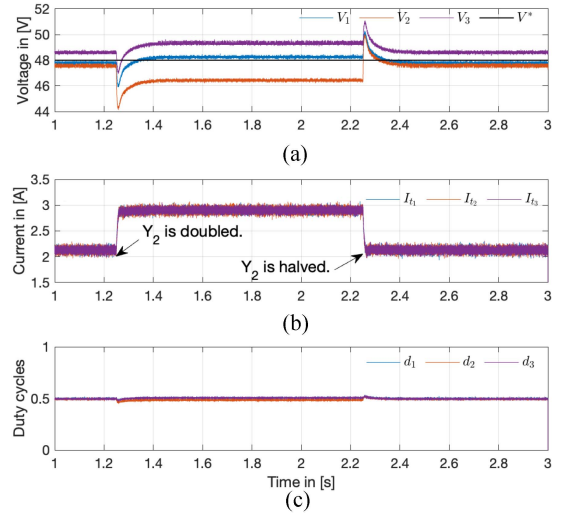 52
50
48
46
44
Voltage in [V]
V₁ V₂ V₃ V*
1 1.2 1.4 1.6 1.8 2 2.2 2.4 2.6 2.8 3
(a)
3.5
3
2.5
2
1.5
Current in [A]
Iₜ₁ Iₜ₂ Iₜ₃
Y₂ is doubled.
Y₂ is halved.
1 1.2 1.4 1.6 1.8 2 2.2 2.4 2.6 2.8 3
(b)
1
0.5
0
Duty cycles
d₁ d₂ d₃
1 1.2 1.4 1.6 1.8 2 2.2 2.4 2.6 2.8 3
Time in [s]
(c)